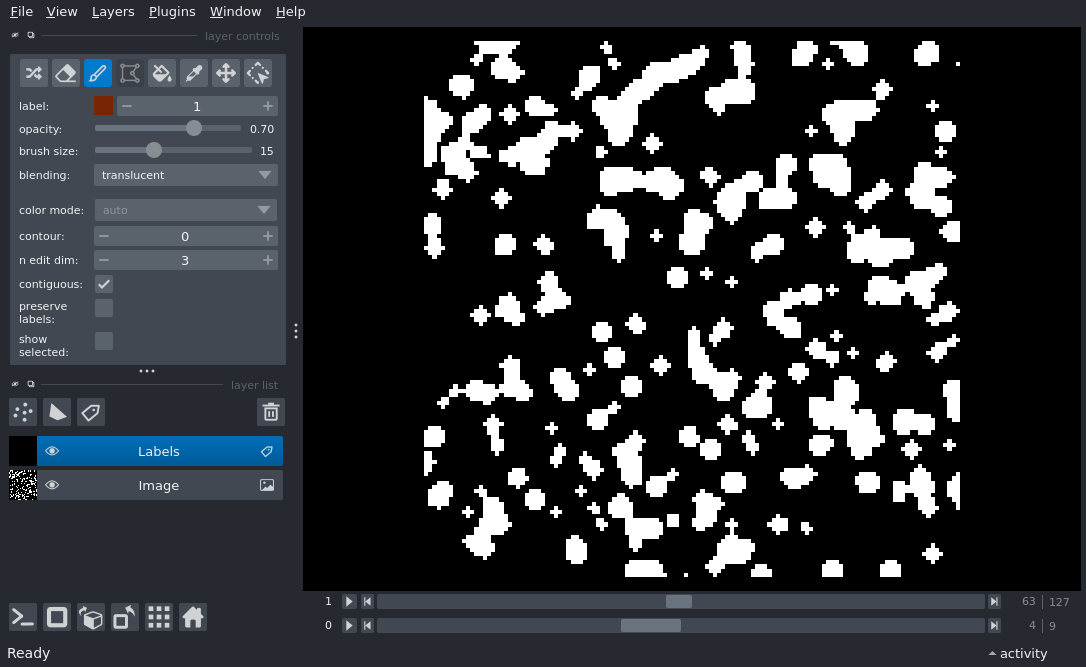 File View Layers Plugins Window Help
layer controls
label: 1
opacity: 0.70
brush size: 15
blending: translucent
color mode: auto
contour: 0
n edit dim: 3
contiguous:
preserve
labels:
show
selected:
layer list
Labels
Image
1 63 127
0 4 9
Ready activity